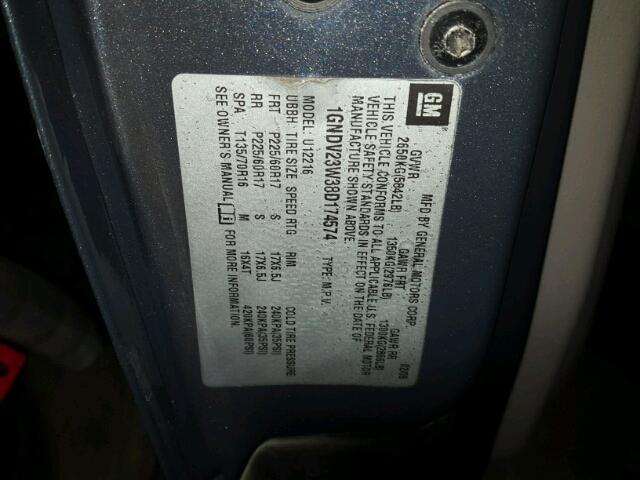 GM MFD BY GENERAL MOTORS CORP
GVWR GAWR FRT GAWR RR
2650KG(5842LB) 1350KG(2976LB) 1300KG(2866LB)
THIS VEHICLE CONFORMS TO ALL APPLICABLE U.S. FEDERAL MOTOR
VEHICLE SAFETY STANDARDS IN EFFECT ON THE DATE OF
MANUFACTURE SHOWN ABOVE.
1GNDV23W38D174574 TYPE: M.P.V.
MODEL: U12216
UBBH TIRE SIZE SPEED RTG RIM COLD TIRE PRESSURE
FRT P225/60R17 S 17X6.5J 240KPA(35PSI)
RR P225/60R17 S 17X6.5J 240KPA(35PSI)
SPA T135/70R16 M 16X4T 420KPA(60PSI)
SEE OWNER'S MANUAL FOR MORE INFORMATION.